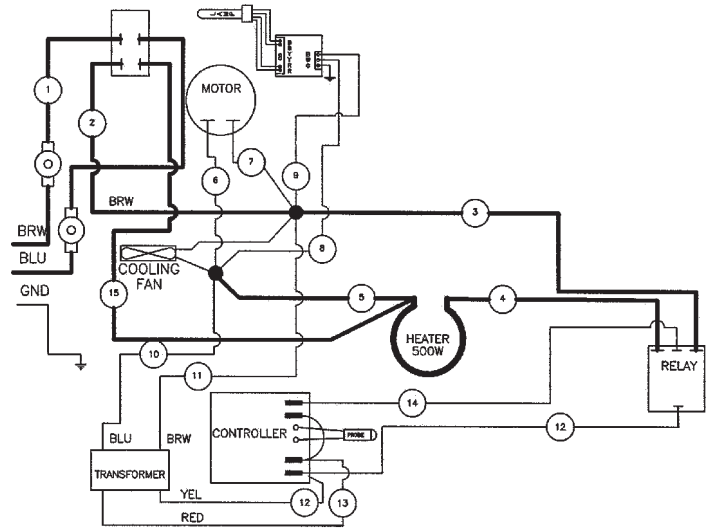 MOTOR
1
2
7
6
9
BRW
3
BRW
BLU
8
COOLING
FAN
GND
15
5
4
HEATER
500W
10
11
RELAY
14
12
CONTROLLER
PROBE
BLU
BRW
TRANSFORMER
YEL
12
13
RED